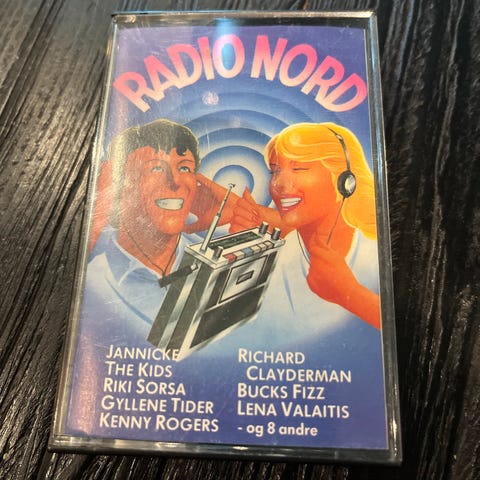 RADIO NORD
JANNICKE
THE KIDS
RIKI SORSA
GYLLENE TIDER
KENNY ROGERS
RICHARD
CLAYDERMAN
BUCKS FIZZ
LENA VALAITIS
- og 8 andre